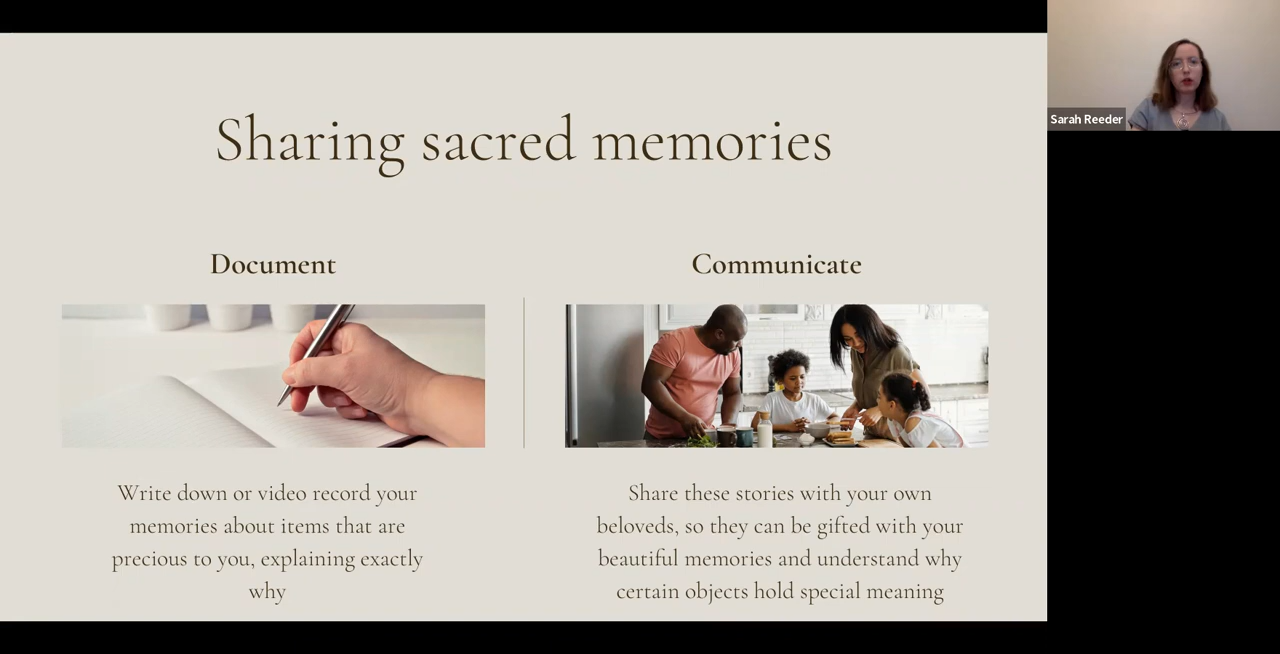 Sharing sacred memories
Document
Write down or video record your
memories about items that are
precious to you, explaining exactly
why
Communicate
Share these stories with your own
beloveds, so they can be gifted with your
beautiful memories and understand why
certain objects hold special meaning
Sarah Reeder